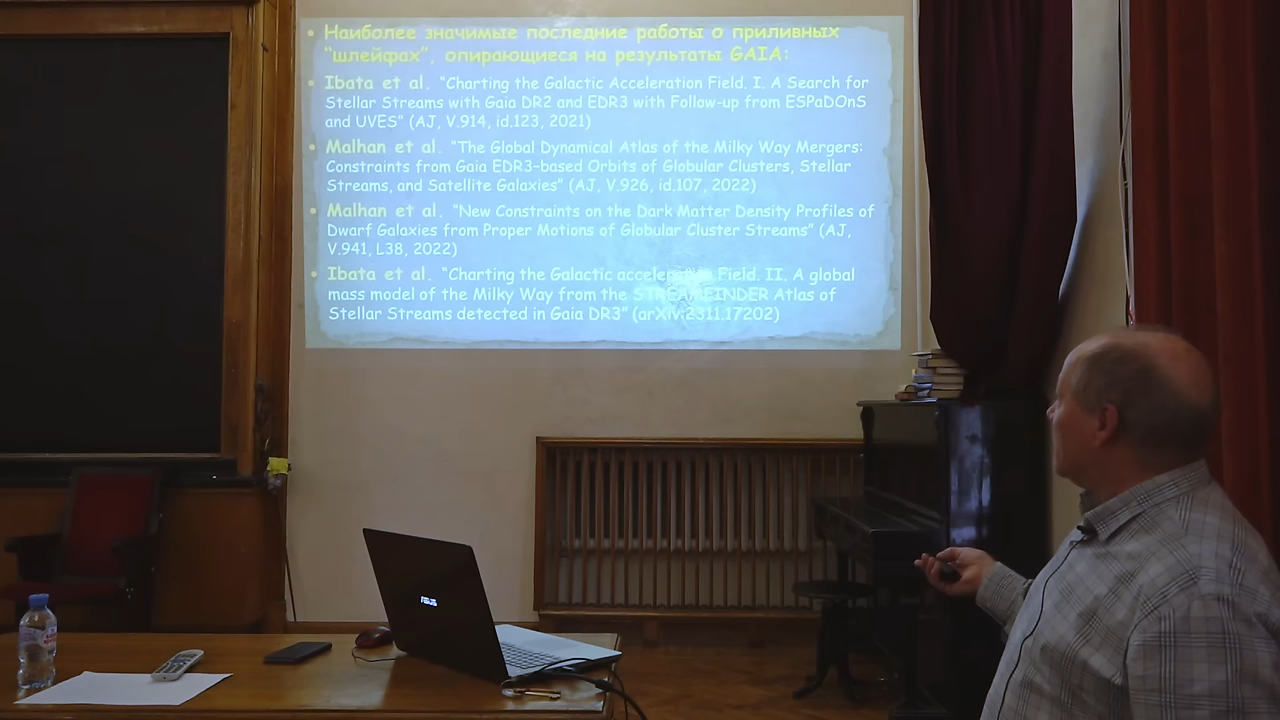 • Наиболее значимые последние работы о приливных
"шлейфах", опирающиеся на результаты GAIA:
• Ibata et al. "Charting the Galactic Acceleration Field. I. A Search for
Stellar Streams with Gaia DR2 and EDR3 with Follow-up from ESPaDOnS
and UVES" (AJ, V.914, id.123, 2021)
• Malhan et al. "The Global Dynamical Atlas of the Milky Way Mergers:
Constraints from Gaia EDR3-based Orbits of Globular Clusters, Stellar
Streams, and Satellite Galaxies" (AJ, V.926, id.107, 2022)
• Malhan et al. "New Constraints on the Dark Matter Density Profiles of
Dwarf Galaxies from Proper Motions of Globular Cluster Streams" (AJ,
V.941, L38, 2022)
• Ibata et al. "Charting the Galactic acceleration Field. II. A global
mass model of the Milky Way from the STREAMFINDER Atlas of
Stellar Streams detected in Gaia DR3" (arXiv:2311.17202)
ASUS